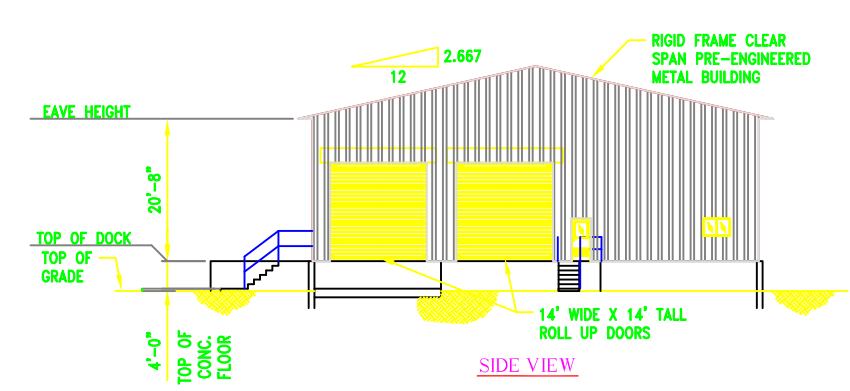 2.667
12
RIGID FRAME CLEAR
SPAN PRE-ENGINEERED
METAL BUILDING
EAVE HEIGHT
20'-8"
TOP OF DOCK
TOP OF
GRADE
4'-0"
TOP OF
CONC.
FLOOR
14' WIDE X 14' TALL
ROLL UP DOORS
SIDE VIEW